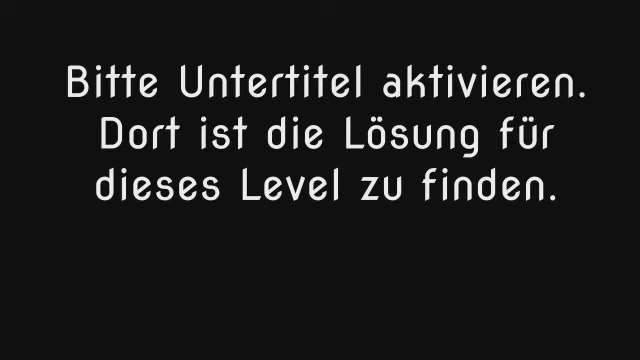 Bitte Untertitel aktivieren.
Dort ist die Lösung für
dieses Level zu finden.